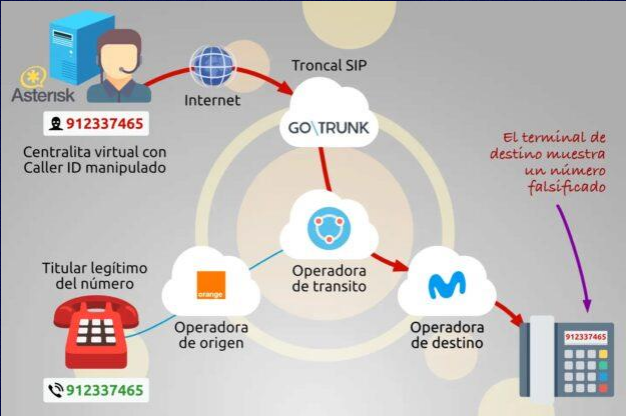 Asterisk
912337465
Centralita virtual con
Caller ID manipulado
Internet
Troncal SIP
GO\TRUNK
El terminal de
destino muestra
un número
falsificado
Operadora
de transito
Titular legítimo
del número
912337465
orange
Operadora
de origen
Operadora
de destino
912337465